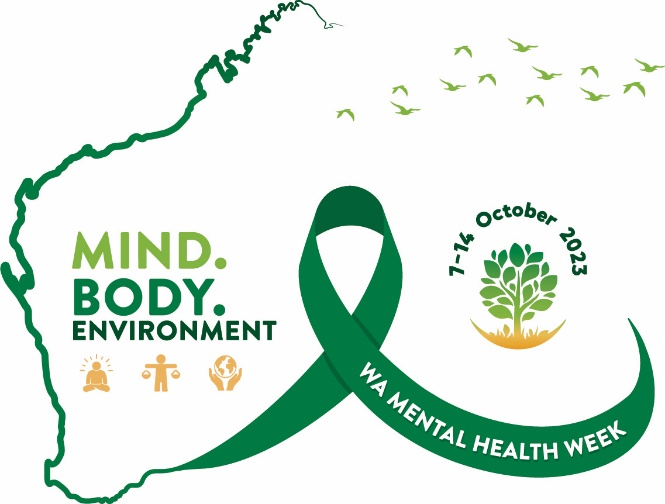 MIND.
BODY.
ENVIRONMENT
7–14 October 2023
WA MENTAL HEALTH WEEK